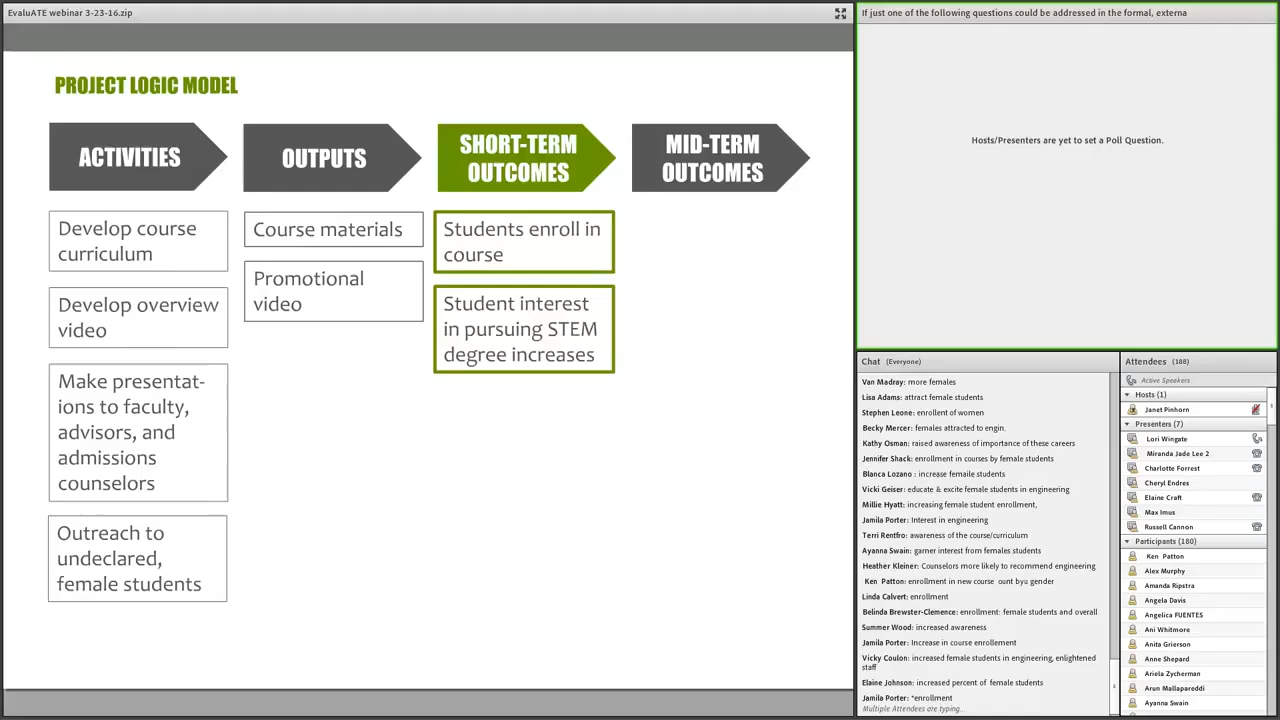 EvaluATE webinar 3-23-16.zip
PROJECT LOGIC MODEL
ACTIVITIES
Develop course
curriculum
Develop overview
video
Make presentat-
ions to faculty,
advisors, and
admissions
counselors
Outreach to
undeclared,
female students
OUTPUTS
Course materials
Promotional
video
SHORT-TERM
OUTCOMES
Students enroll in
course
Student interest
in pursuing STEM
degree increases
MID-TERM
OUTCOMES
If just one of the following questions could be addressed in the formal, externa
Hosts/Presenters are yet to set a Poll Question.
Chat (Everyone)
Van Madray: more females
Lisa Adams: attract female students
Stephen Leone: enrollent of women
Becky Mercer: females attracted to engin.
Kathy Osman: raised awareness of importance of these careers
Jennifer Shack: enrollment in courses by female students
Blanca Lozano : increase femaile students
Vicki Geiser: educate & excite female students in engineering
Millie Hyatt: increasing female student enrollment,
Jamila Porter: Interest in engineering
Terri Rentfro: awareness of the course/curriculum
Ayanna Swain: garner interest from females students
Heather Kleiner: Counselors more likely to recommend engineering
Ken Patton: enrollment in new course ount byu gender
Linda Calvert: enrollment
Belinda Brewster-Clemence: enrollment: female students and overall
Summer Wood: increased awareness
Jamila Porter: Increase in course enrollement
Vicky Coulon: increased female students in engineering, enlightened
staff
Elaine Johnson: increased percent of female students
Jamila Porter: *enrollment
Multiple Attendees are typing...
Attendees (188)
Active Speakers
Hosts (1)
Janet Pinhorn
Presenters (7)
Lori Wingate
Miranda Jade Lee 2
Charlotte Forrest
Cheryl Endres
Elaine Craft
Max Imus
Russell Cannon
Participants (180)
Ken Patton
Alex Murphy
Amanda Ripstra
Angela Davis
Angelica FUENTES
Ani Whitmore
Anita Grierson
Anne Shepard
Ariela Zycherman
Arun Mallapareddi
Ayanna Swain